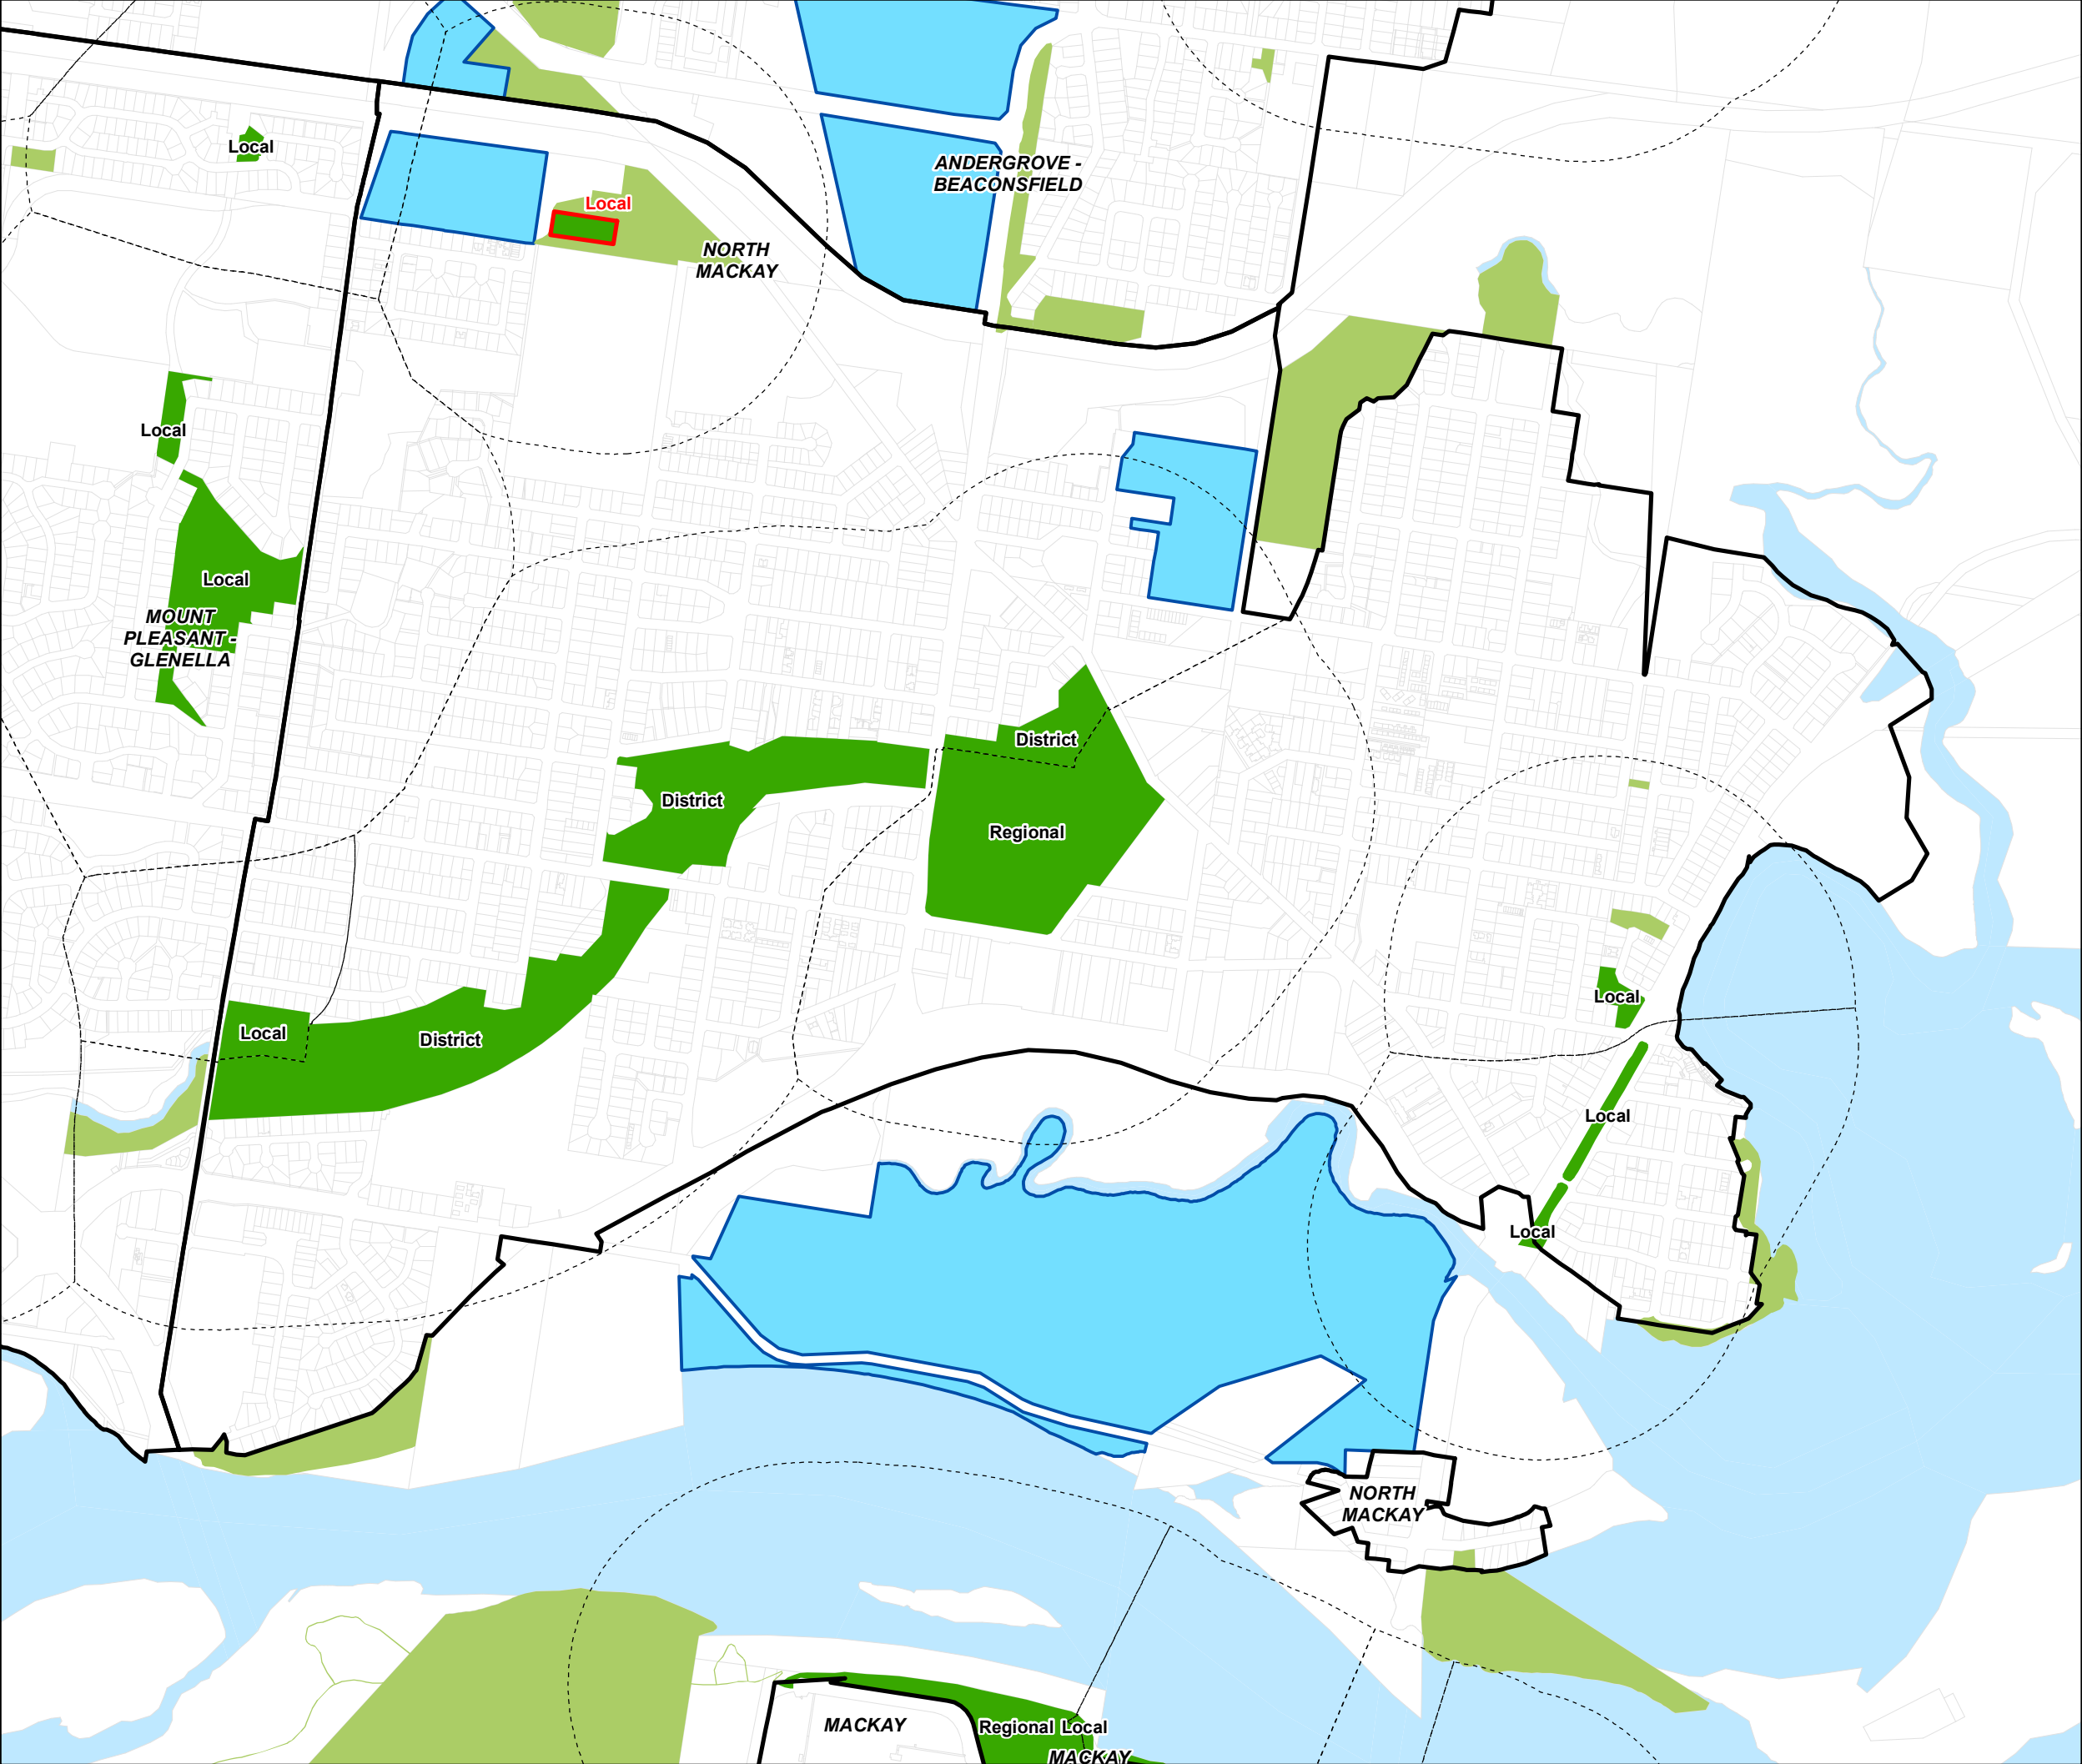 Local
ANDERGROVE -
BEACONSFIELD
Local
NORTH
MACKAY
Local
Local
MOUNT
PLEASANT -
GLENELLA
District
District
Regional
Local
Local
District
Local
Local
NORTH
MACKAY
MACKAY
Regional
Local
MACKAY